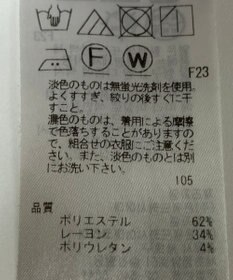 F
W
F23
淡色のものは無蛍光洗剤を使用。
よくすすぎ、絞りの後すぐに干
すこと。
濃色のものは、着用による摩擦
で色落ちすることがありますの
で、組合せの衣服にご注意下さ
い。また、淡色のものとは別
にお洗い下さい。
105
品質
ポリエステル 62%
レーヨン 34%
ポリウレタン 4%